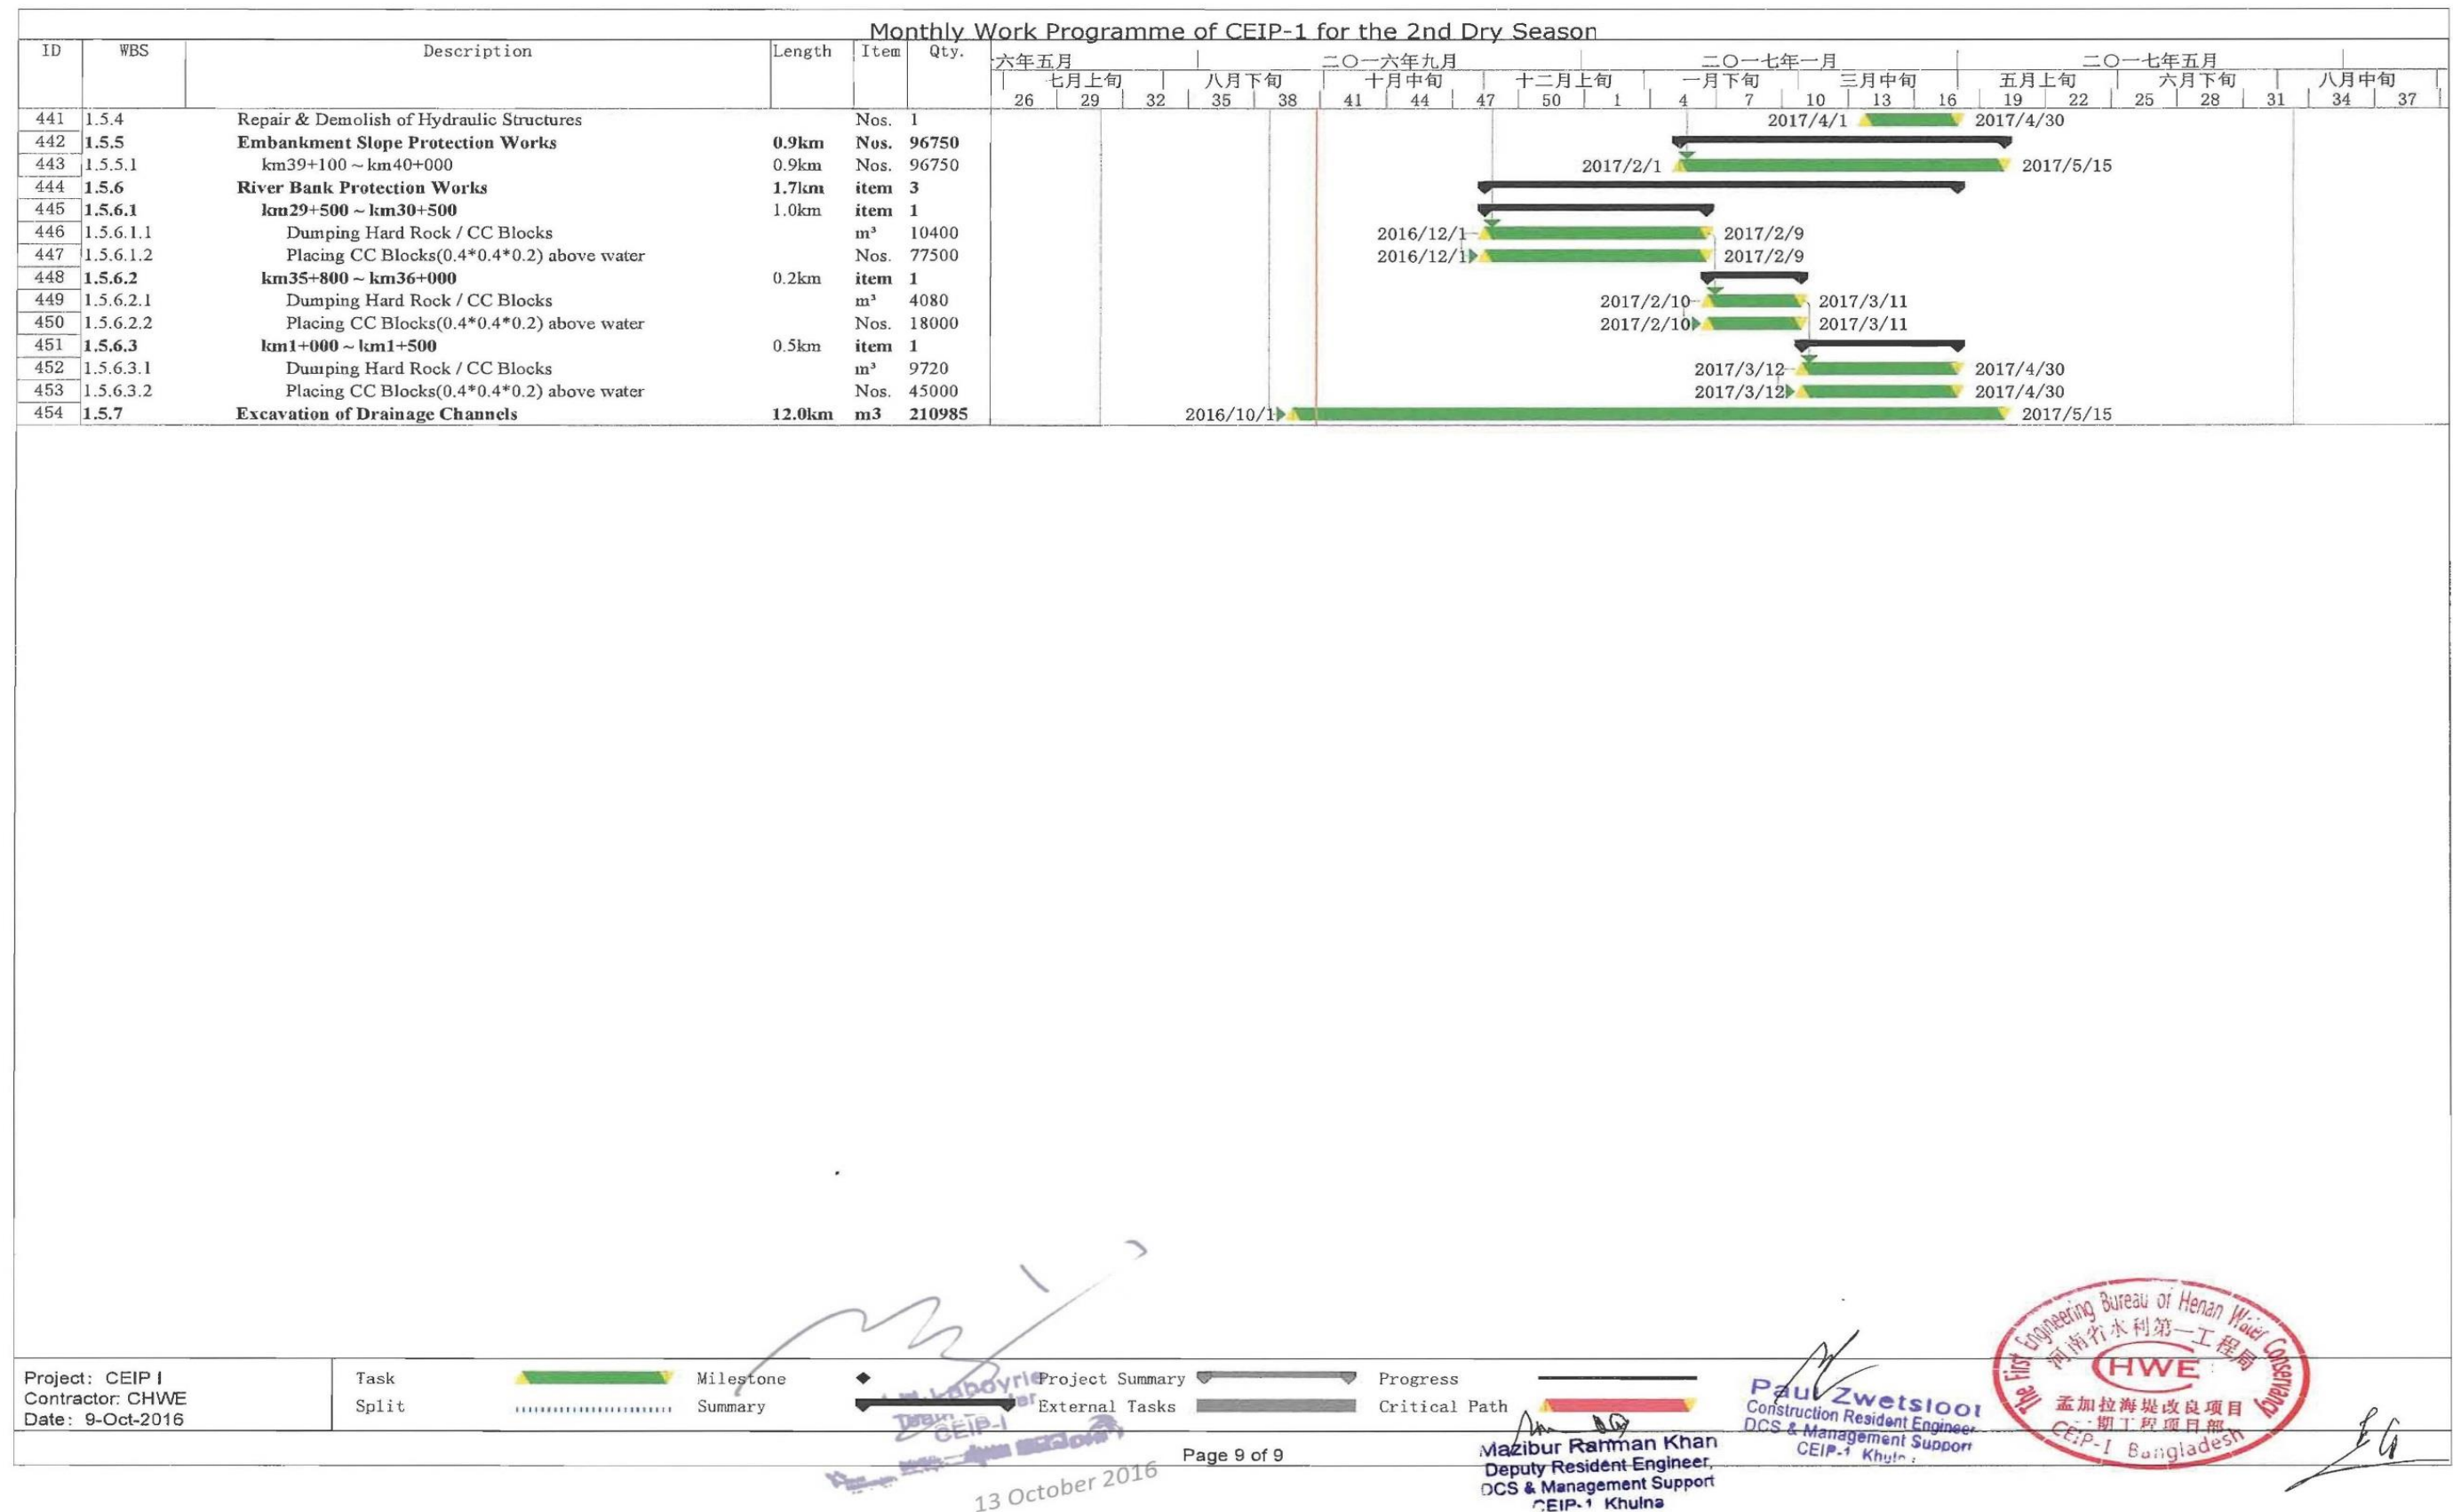 Monthly Work Programme of CEIP-1 for the 2nd Dry Season
ID WBS Description Length Item Qty.
六年五月 二〇一六年九月 二〇一七年一月 二〇一七年五月
七月上旬 八月下旬 十月中旬 十二月上旬 一月下旬 三月中旬 五月上旬 六月下旬 八月中旬
26 29 32 35 38 41 44 47 50 1 4 7 10 13 16 19 22 25 28 31 34 37
441 1.5.4 Repair & Demolish of Hydraulic Structures Nos. 1 2017/4/1 2017/4/30
442 1.5.5 Embankment Slope Protection Works 0.9km Nos. 96750
443 1.5.5.1 km39+100～km40+000 0.9km Nos. 96750 2017/2/1 2017/5/15
444 1.5.6 River Bank Protection Works 1.7km item 3
445 1.5.6.1 km29+500～km30+500 1.0km item 1
446 1.5.6.1.1 Dumping Hard Rock / CC Blocks m³ 10400 2016/12/1 2017/2/9
447 1.5.6.1.2 Placing CC Blocks(0.4*0.4*0.2) above water Nos. 77500 2016/12/1 2017/2/9
448 1.5.6.2 km35+800～km36+000 0.2km item 1
449 1.5.6.2.1 Dumping Hard Rock / CC Blocks m³ 4080 2017/2/10 2017/3/11
450 1.5.6.2.2 Placing CC Blocks(0.4*0.4*0.2) above water Nos. 18000 2017/2/10 2017/3/11
451 1.5.6.3 km1+000～km1+500 0.5km item 1
452 1.5.6.3.1 Dumping Hard Rock / CC Blocks m³ 9720 2017/3/12 2017/4/30
453 1.5.6.3.2 Placing CC Blocks(0.4*0.4*0.2) above water Nos. 45000 2017/3/12 2017/4/30
454 1.5.7 Excavation of Drainage Channels 12.0km m3 210985 2016/10/1 2017/5/15
Project: CEIP I
Contractor: CHWE
Date: 9-Oct-2016
Task Milestone Project Summary Progress
Split Summary External Tasks Critical Path
Laboyrie
CEIP-I
13 October 2016
Page 9 of 9
Mazibur Rahman Khan
Deputy Resident Engineer,
DCS & Management Support
CEIP-1 Khulna
Paul Zwetsloot
Construction Resident Engineer
DCS & Management Support
CEIP-1
The First Engineering Bureau of Henan Water Conservancy
河南省水利第一工程局
HWE
孟加拉海堤改良项目
一期工程项目部
CEIP-I Bangladesh